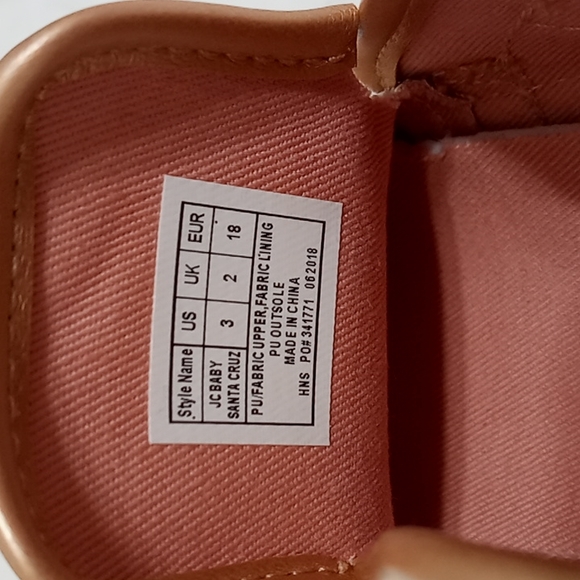 Style Name US UK EUR
JC BABY
SANTA CRUZ 3 2 18
PU/FABRIC UPPER,FABRIC LINING
PU OUTSOLE
MADE IN CHINA
HNS PO#341771 062018